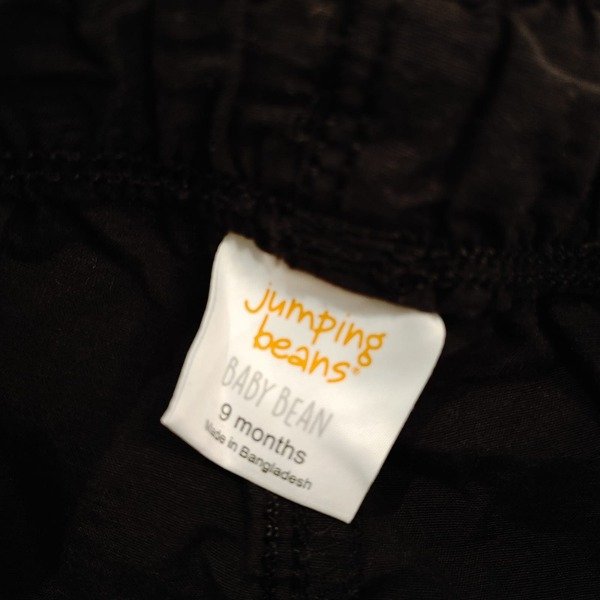 jumping
beans®
BABY BEAN
9 months
Made in Bangladesh